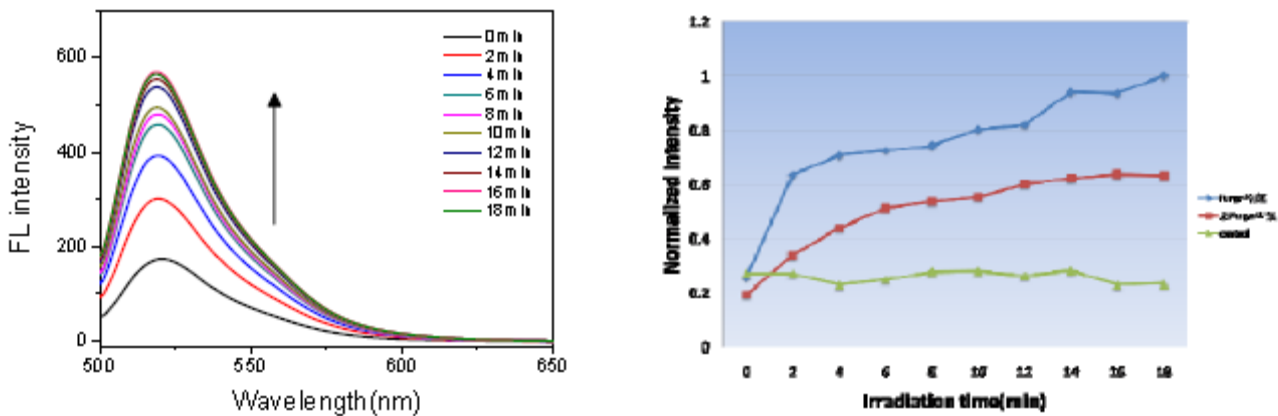 600
400
200
0
FL intensity
500
550
600
650
Wavelength(nm)
0 min
2 min
4 min
6 min
8 min
10 min
12 min
14 min
16 min
18 min
1.2
1
0.8
0.6
0.4
0.2
0
Normalized Intensity
0 2 4 6 8 10 12 14 16 18
Irradiation time(min)
control